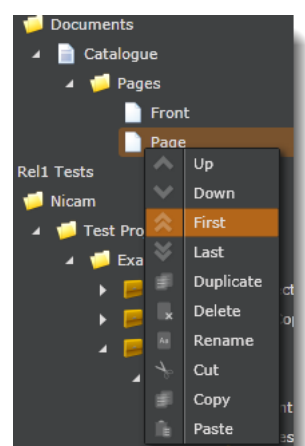 Documents
Catalogue
Pages
Front
Page
Up
Rel1 Tests
Down
Nicam
First
Test Pro
Last
Exa
Duplicate
Delete
Rename
Cut
Copy
Paste